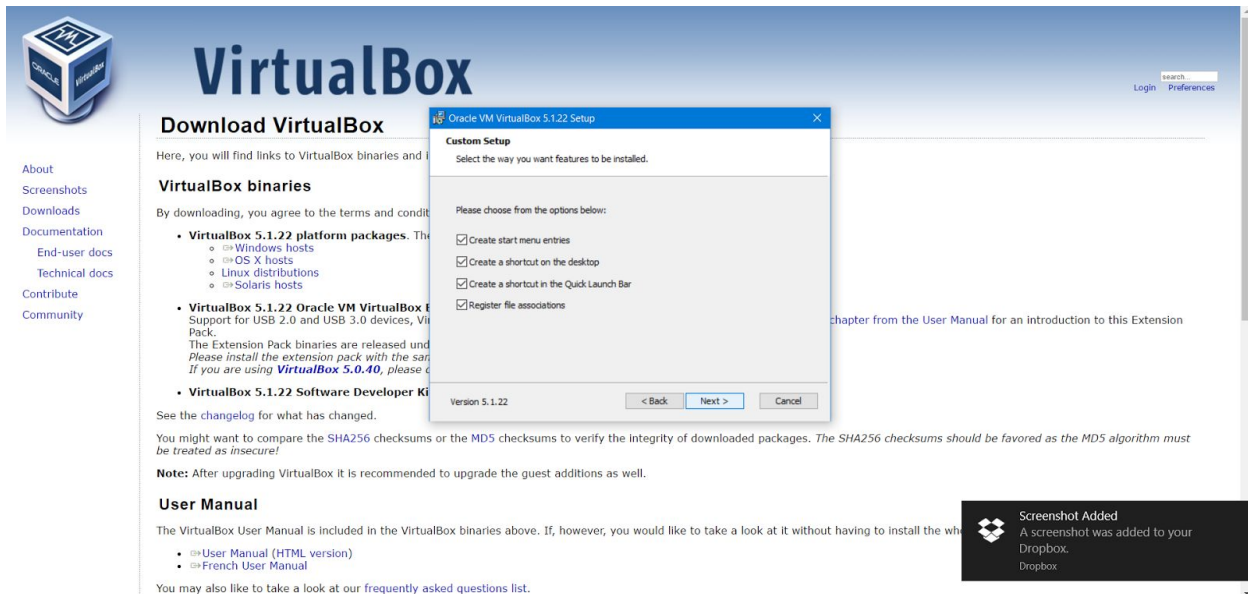 ORACLE
VirtualBox
VirtualBox
search...
Login Preferences
Download VirtualBox
Here, you will find links to VirtualBox binaries and i
About
Screenshots
Downloads
Documentation
End-user docs
Technical docs
Contribute
Community
VirtualBox binaries
By downloading, you agree to the terms and condit
VirtualBox 5.1.22 platform packages. The
Windows hosts
OS X hosts
Linux distributions
Solaris hosts
VirtualBox 5.1.22 Oracle VM VirtualBox E
Support for USB 2.0 and USB 3.0 devices, Vi
chapter from the User Manual for an introduction to this Extension
Pack.
The Extension Pack binaries are released und
Please install the extension pack with the sam
If you are using VirtualBox 5.0.40, please d
VirtualBox 5.1.22 Software Developer Ki
See the changelog for what has changed.
You might want to compare the SHA256 checksums or the MD5 checksums to verify the integrity of downloaded packages. The SHA256 checksums should be favored as the MD5 algorithm must
be treated as insecure!
Note: After upgrading VirtualBox it is recommended to upgrade the guest additions as well.
User Manual
The VirtualBox User Manual is included in the VirtualBox binaries above. If, however, you would like to take a look at it without having to install the wh
User Manual (HTML version)
French User Manual
You may also like to take a look at our frequently asked questions list.
Oracle VM VirtualBox 5.1.22 Setup
Custom Setup
Select the way you want features to be installed.
Please choose from the options below:
Create start menu entries
Create a shortcut on the desktop
Create a shortcut in the Quick Launch Bar
Register file associations
Version 5.1.22
< Back Next > Cancel
Screenshot Added
A screenshot was added to your
Dropbox.
Dropbox